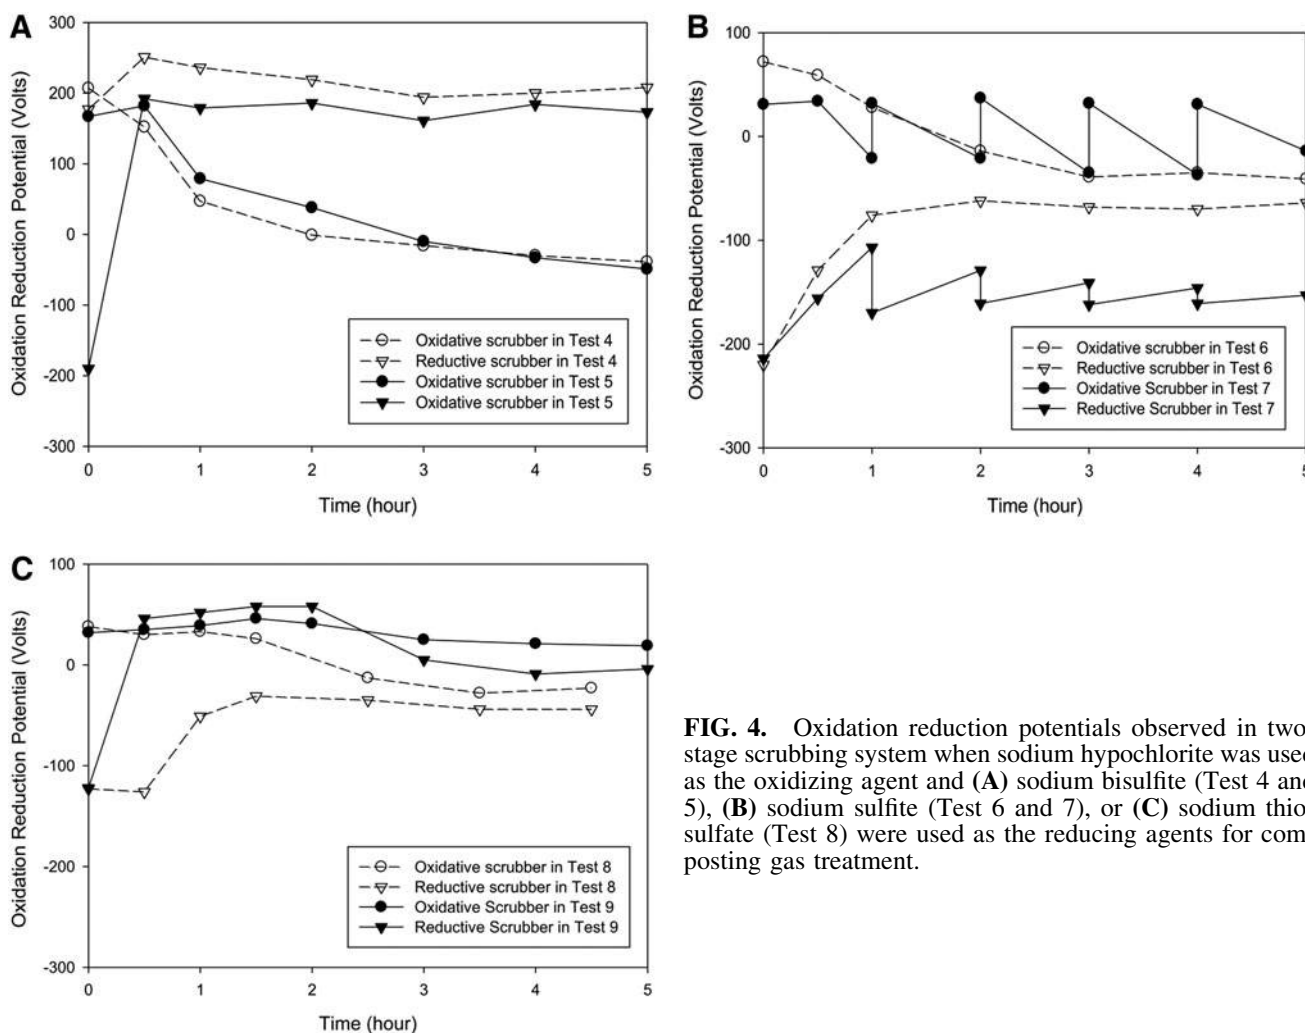 A
Oxidation Reduction Potential (Volts)
300
200
100
0
-100
-200
-300
Oxidative scrubber in Test 4
Reductive scrubber in Test 4
Oxidative scrubber in Test 5
Oxidative scrubber in Test 5
0 1 2 3 4 5
Time (hour)
B
Oxidation Reduction Potential (Volts)
100
0
-100
-200
-300
Oxidative scrubber in Test 6
Reductive scrubber in Test 6
Oxidative Scrubber in Test 7
Reductive Scrubber in Test 7
0 1 2 3 4 5
Time (hour)
C
Oxidation Reduction Potential (Volts)
100
0
-100
-200
-300
Oxidative scrubber in Test 8
Reductive scrubber in Test 8
Oxidative Scrubber in Test 9
Reductive Scrubber in Test 9
0 1 2 3 4 5
Time (hour)
FIG. 4. Oxidation reduction potentials observed in two
stage scrubbing system when sodium hypochlorite was used
as the oxidizing agent and (A) sodium bisulfite (Test 4 and
5), (B) sodium sulfite (Test 6 and 7), or (C) sodium thio
sulfate (Test 8) were used as the reducing agents for com
posting gas treatment.